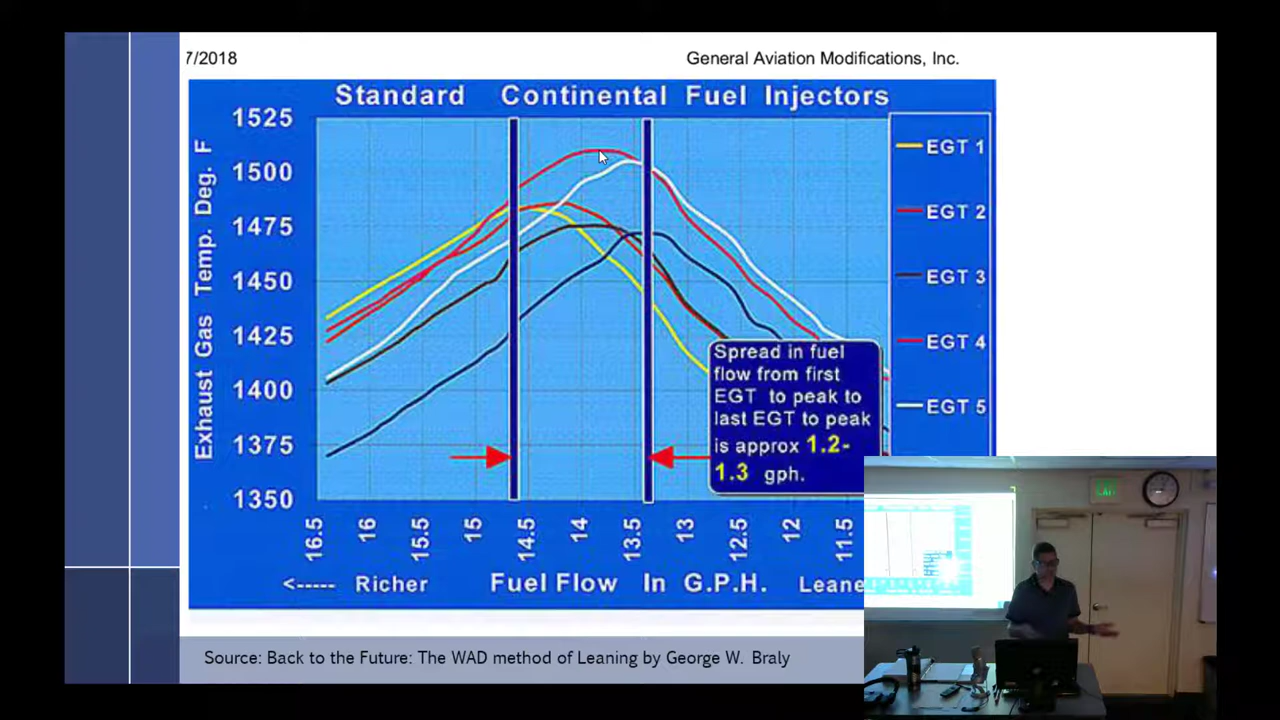 7/2018
General Aviation Modifications, Inc.
Standard Continental Fuel Injectors
Exhaust Gas Temp. Deg. F
1525
1500
1475
1450
1425
1400
1375
1350
EGT 1
EGT 2
EGT 3
EGT 4
EGT 5
Spread in fuel
flow from first
EGT to peak to
last EGT to peak
is approx 1.2-
1.3 gph.
16.5
16
15.5
15
14.5
14
13.5
13
12.5
12
11.5
<----- Richer Fuel Flow In G.P.H. Leane
Source: Back to the Future: The WAD method of Leaning by George W. Braly
EXIT